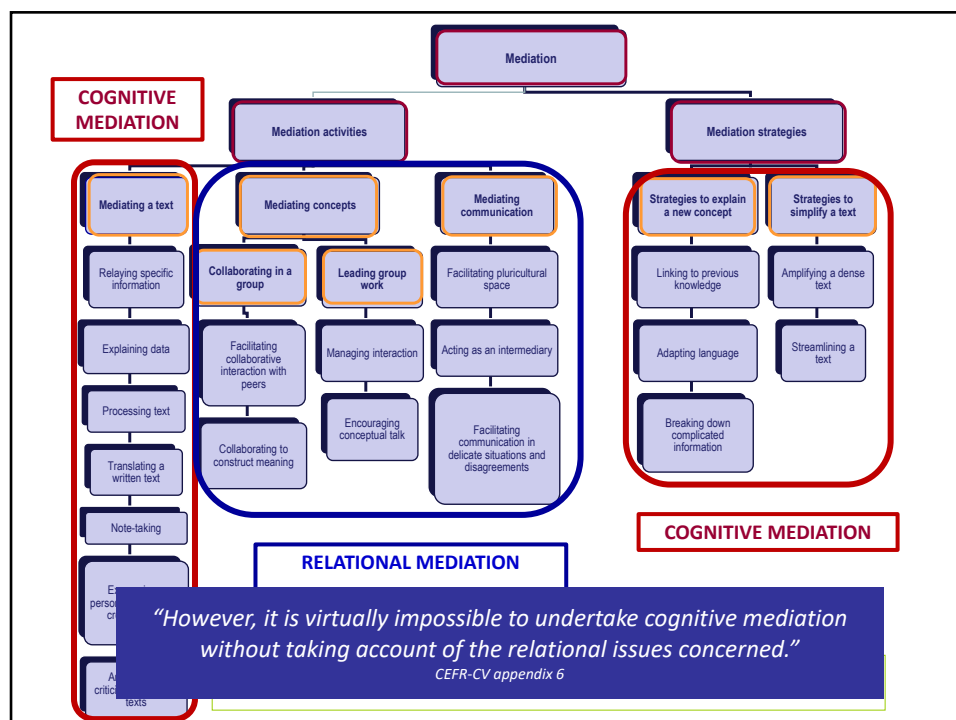 Mediation
COGNITIVE
MEDIATION
Mediation activities
Mediation strategies
Mediating a text
Mediating concepts
Mediating
communication
Strategies to explain
a new concept
Strategies to
simplify a text
Relaying specific
information
Collaborating in a
group
Leading group
work
Facilitating pluricultural
space
Linking to previous
knowledge
Amplifying a dense
text
Explaining data
Facilitating
collaborative
interaction with
peers
Managing interaction
Acting as an intermediary
Adapting language
Streamlining a
text
Processing text
Collaborating to
construct meaning
Encouraging
conceptual talk
Facilitating
communication in
delicate situations and
disagreements
Breaking down
complicated
information
Translating a
written text
Note-taking
COGNITIVE MEDIATION
RELATIONAL MEDIATION
texts
“However, it is virtually impossible to undertake cognitive mediation
without taking account of the relational issues concerned.”
CEFR-CV appendix 6